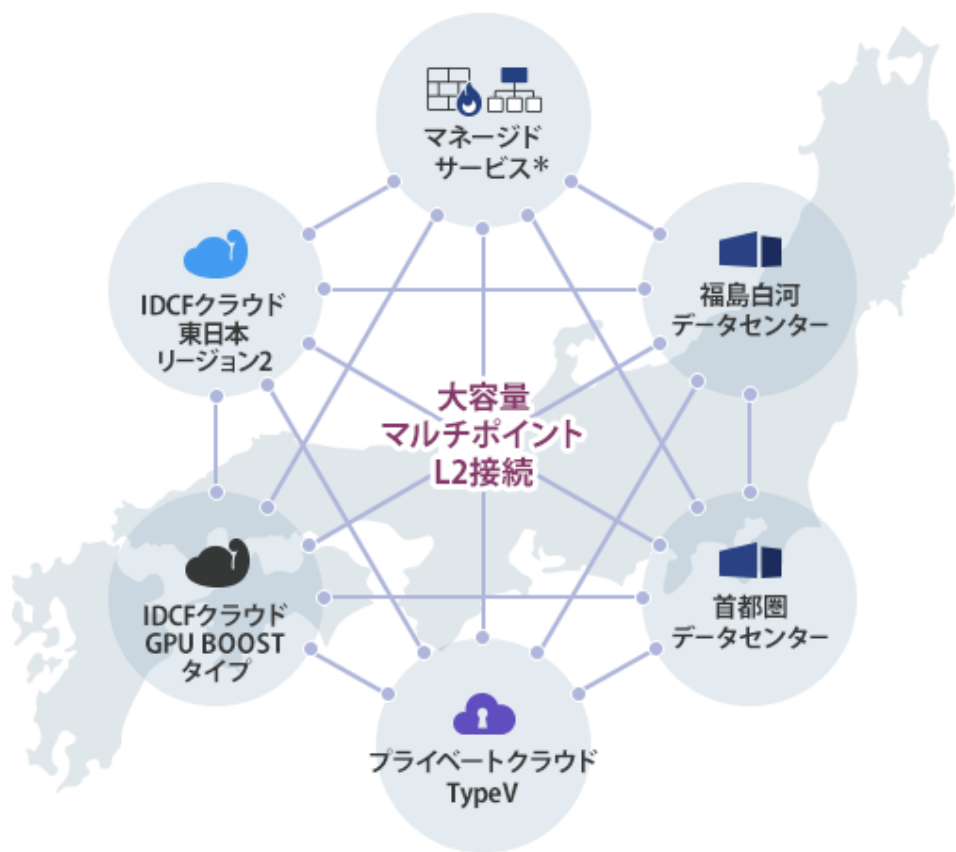 マネージド
サービス*
IDCFクラウド
東日本
リージョン2
福島白河
データセンター
大容量
マルチポイント
L2接続
IDCFクラウド
GPU BOOST
タイプ
首都圏
データセンター
プライベートクラウド
TypeV